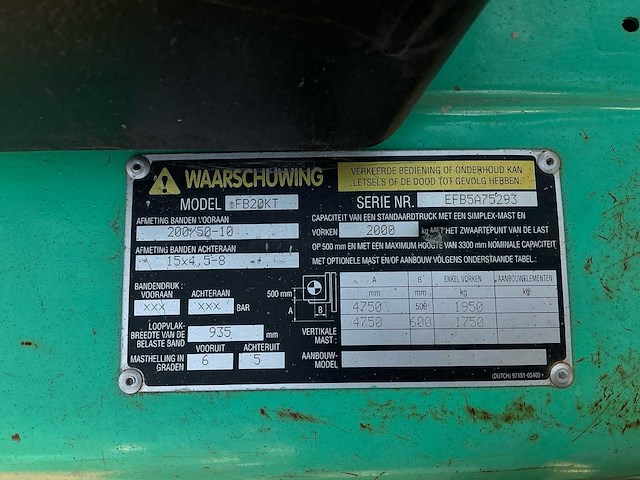 WAARSCHUWING
VERKEERDE BEDIENING OF ONDERHOUD KAN
LETSELS OF DE DOOD TOT GEVOLG HEBBEN.
MODEL FB20KT
SERIE NR. EFB5A75293
AFMETING BANDEN VOORAAN
200/50-10
AFMETING BANDEN ACHTERAAN
15x4,5-8
BANDENDRUK:
VOORAAN ACHTERAAN:
xxx xxx BAR
LOOPVLAK-
BREEDTE VAN DE
BELASTE BAND
935 mm
VOORUIT ACHTERUIT
MASTHELLING IN
GRADEN
6 5
CAPACITEIT VAN EEN STANDAARDTRUCK MET EEN SIMPLEX-MAST EN
VORKEN 2000 kg MET HET ZWAARTEPUNT VAN DE LAST
OP 500 mm EN MET EEN MAXIMUM HOOGTE VAN 3300 mm NOMINALE CAPACITEIT
MET OPTIONELE MAST EN/OF AANBOUW VOLGENS ONDERSTAANDE TABEL:
500 mm
A
B
A B ENKEL VORKEN AANBOUWELEMENTEN
mm mm kg kg
4750 500 1950
4750 600 1750
VERTIKALE
MAST:
AANBOUW-
MODEL
(DUTCH) 97181-05400